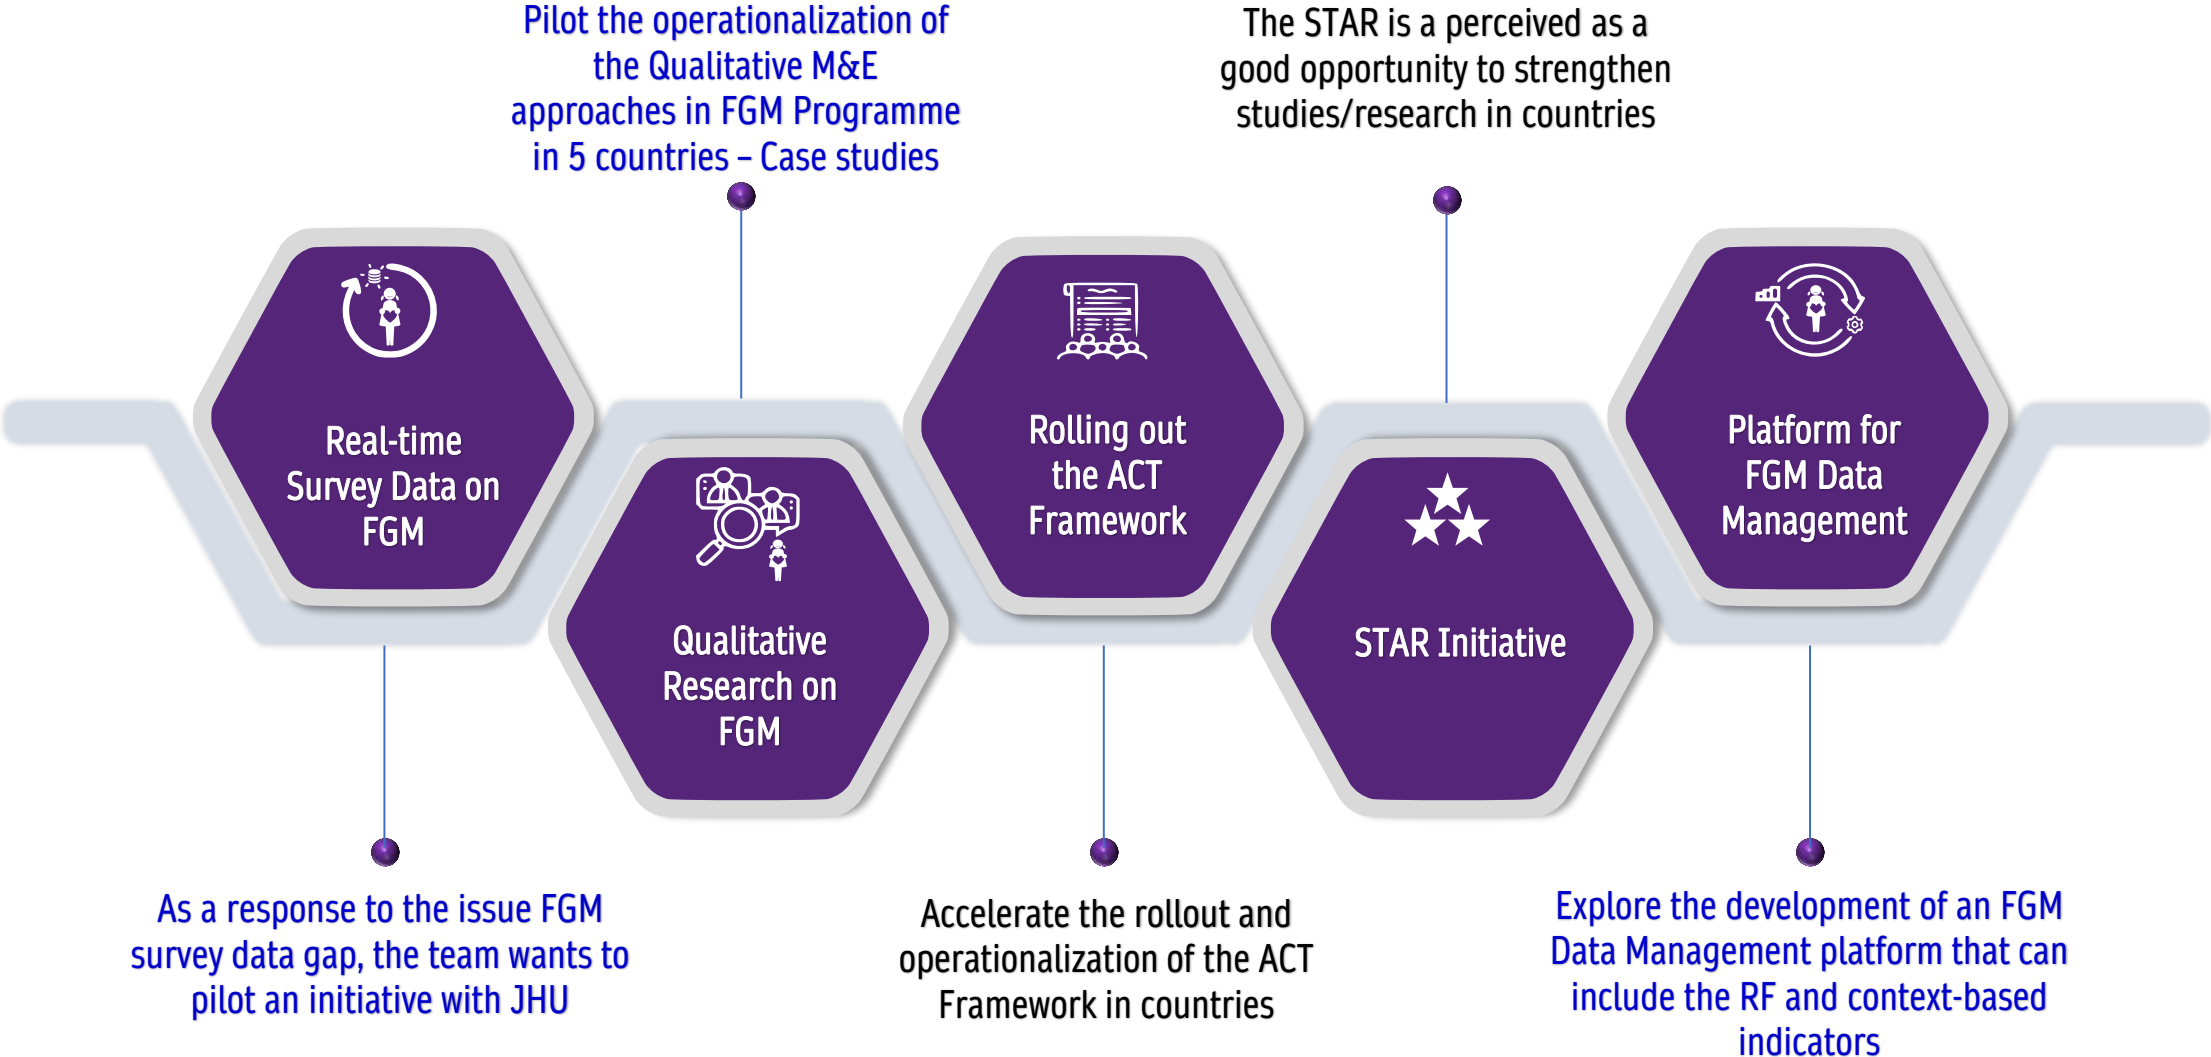 Pilot the operationalization of
the Qualitative M&E
approaches in FGM Programme
in 5 countries – Case studies
The STAR is a perceived as a
good opportunity to strengthen
studies/research in countries
Real-time
Survey Data on
FGM
Qualitative
Research on
FGM
Rolling out
the ACT
Framework
STAR Initiative
Platform for
FGM Data
Management
As a response to the issue FGM
survey data gap, the team wants to
pilot an initiative with JHU
Accelerate the rollout and
operationalization of the ACT
Framework in countries
Explore the development of an FGM
Data Management platform that can
include the RF and context-based
indicators